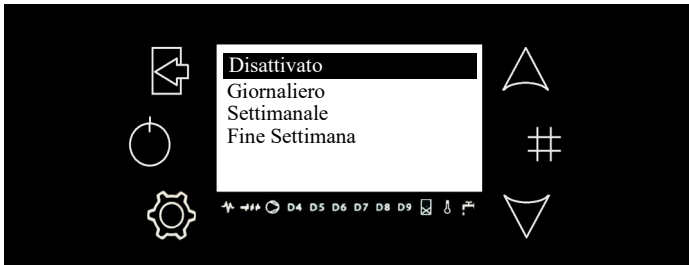 Disattivato
Giornaliero
Settimanale
Fine Settimana
D4 D5 D6 D7 D8 D9